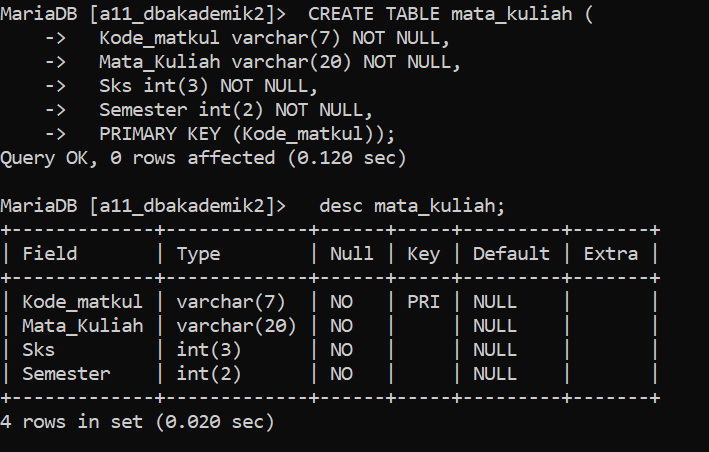 MariaDB [a11_dbakademik2]>  CREATE TABLE mata_kuliah (
    ->   Kode_matkul varchar(7) NOT NULL,
    ->   Mata_Kuliah varchar(20) NOT NULL,
    ->   Sks int(3) NOT NULL,
    ->   Semester int(2) NOT NULL,
    ->   PRIMARY KEY (Kode_matkul));
Query OK, 0 rows affected (0.120 sec)

MariaDB [a11_dbakademik2]>   desc mata_kuliah;
+-------------+-------------+------+-----+---------+-------+
| Field       | Type        | Null | Key | Default | Extra |
+-------------+-------------+------+-----+---------+-------+
| Kode_matkul | varchar(7)  | NO   | PRI | NULL    |       |
| Mata_Kuliah | varchar(20) | NO   |     | NULL    |       |
| Sks         | int(3)      | NO   |     | NULL    |       |
| Semester    | int(2)      | NO   |     | NULL    |       |
+-------------+-------------+------+-----+---------+-------+
4 rows in set (0.020 sec)